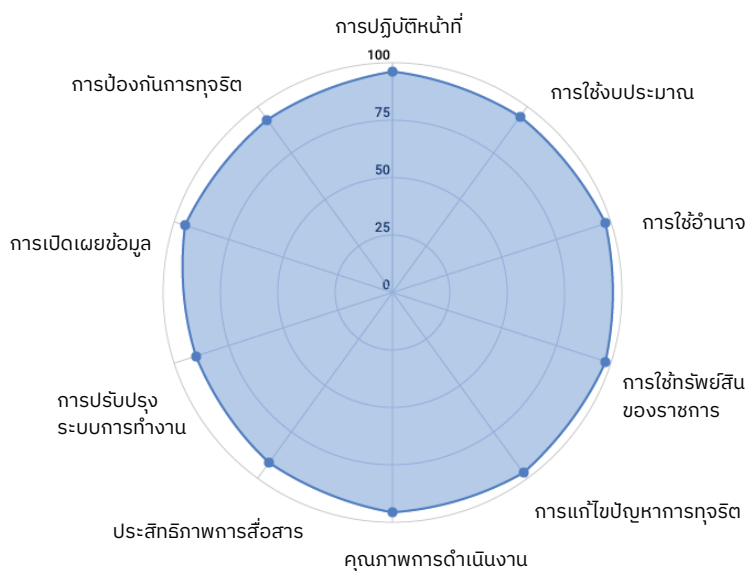 การปฏิบัติหน้าที่
100
การป้องกันการทุจริต
การใช้งบประมาณ
75
50
การใช้อำนาจ
25
การเปิดเผยข้อมูล
0
การใช้ทรัพย์สิน
ของราชการ
การปรับปรุง
ระบบการทำงาน
การแก้ไขปัญหาการทุจริต
ประสิทธิภาพการสื่อสาร
คุณภาพการดำเนินงาน